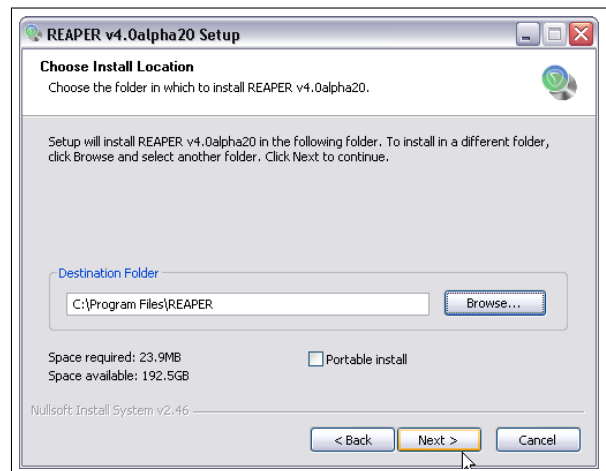 REAPER v4.0alpha20 Setup
Choose Install Location
Choose the folder in which to install REAPER v4.0alpha20.
Setup will install REAPER v4.0alpha20 in the following folder. To install in a different folder,
click Browse and select another folder. Click Next to continue.
Destination Folder
C:\Program Files\REAPER
Browse...
Space required: 23.9MB
Portable install
Space available: 192.5GB
Nullsoft Install System v2.46
< Back
Next >
Cancel